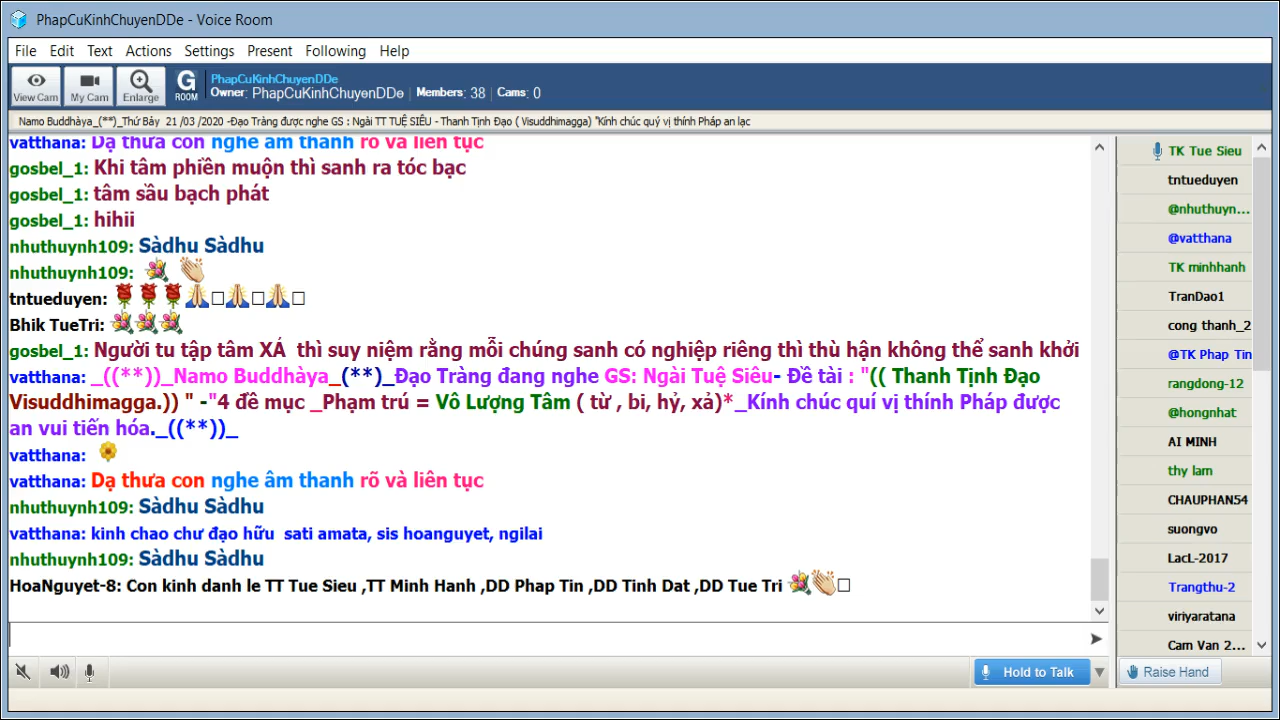 PhapCuKinhChuyenDDe - Voice Room
File Edit Text Actions Settings Present Following Help
View Cam My Cam Enlarge G ROOM
PhapCuKinhChuyenDDe
Owner: PhapCuKinhChuyenDDe Members: 38 Cams: 0
Namo Buddhàya_(**)_Thứ Bảy 21 /03 /2020 -Đạo Tràng được nghe GS : Ngài TT TUỆ SIÊU - Thanh Tịnh Đạo ( Visuddhimagga) "Kính chúc quý vị thính Pháp an lạc
vatthana: Dạ thưa con nghe âm thanh rõ và liên tục
gosbel_1: Khi tâm phiền muộn thì sanh ra tóc bạc
gosbel_1: tâm sầu bạch phát
gosbel_1: hihii
nhuthuynh109: Sàdhu Sàdhu
nhuthuynh109:
tntueduyen:
Bhik TueTri:
gosbel_1: Người tu tập tâm XẢ thì suy niệm rằng mỗi chúng sanh có nghiệp riêng thì thù hận không thể sanh khởi
vatthana: _((**))_Namo Buddhàya_(**)_Đạo Tràng đang nghe GS: Ngài Tuệ Siêu- Đề tài : "(( Thanh Tịnh Đạo
Visuddhimagga.)) " -"4 đề mục _Phạm trú = Vô Lượng Tâm ( từ , bi, hỷ, xả)*_Kính chúc quí vị thính Pháp được
an vui tiến hóa._((**))_
vatthana:
vatthana: Dạ thưa con nghe âm thanh rõ và liên tục
nhuthuynh109: Sàdhu Sàdhu
vatthana: kinh chao chư đạo hữu sati amata, sis hoanguyet, ngilai
nhuthuynh109: Sàdhu Sàdhu
HoaNguyet-8: Con kinh danh le TT Tue Sieu ,TT Minh Hanh ,DD Phap Tin ,DD Tinh Dat ,DD Tue Tri
TK Tue Sieu
tntueduyen
@nhuthuyn...
@vatthana
TK minhhanh
TranDao1
cong thanh_2
@TK Phap Tin
rangdong-12
@hongnhat
AI MINH
thy lam
CHAUPHAN54
suongvo
LacL-2017
Trangthu-2
viriyaratana
Cam Van 2...
Hold to Talk
Raise Hand